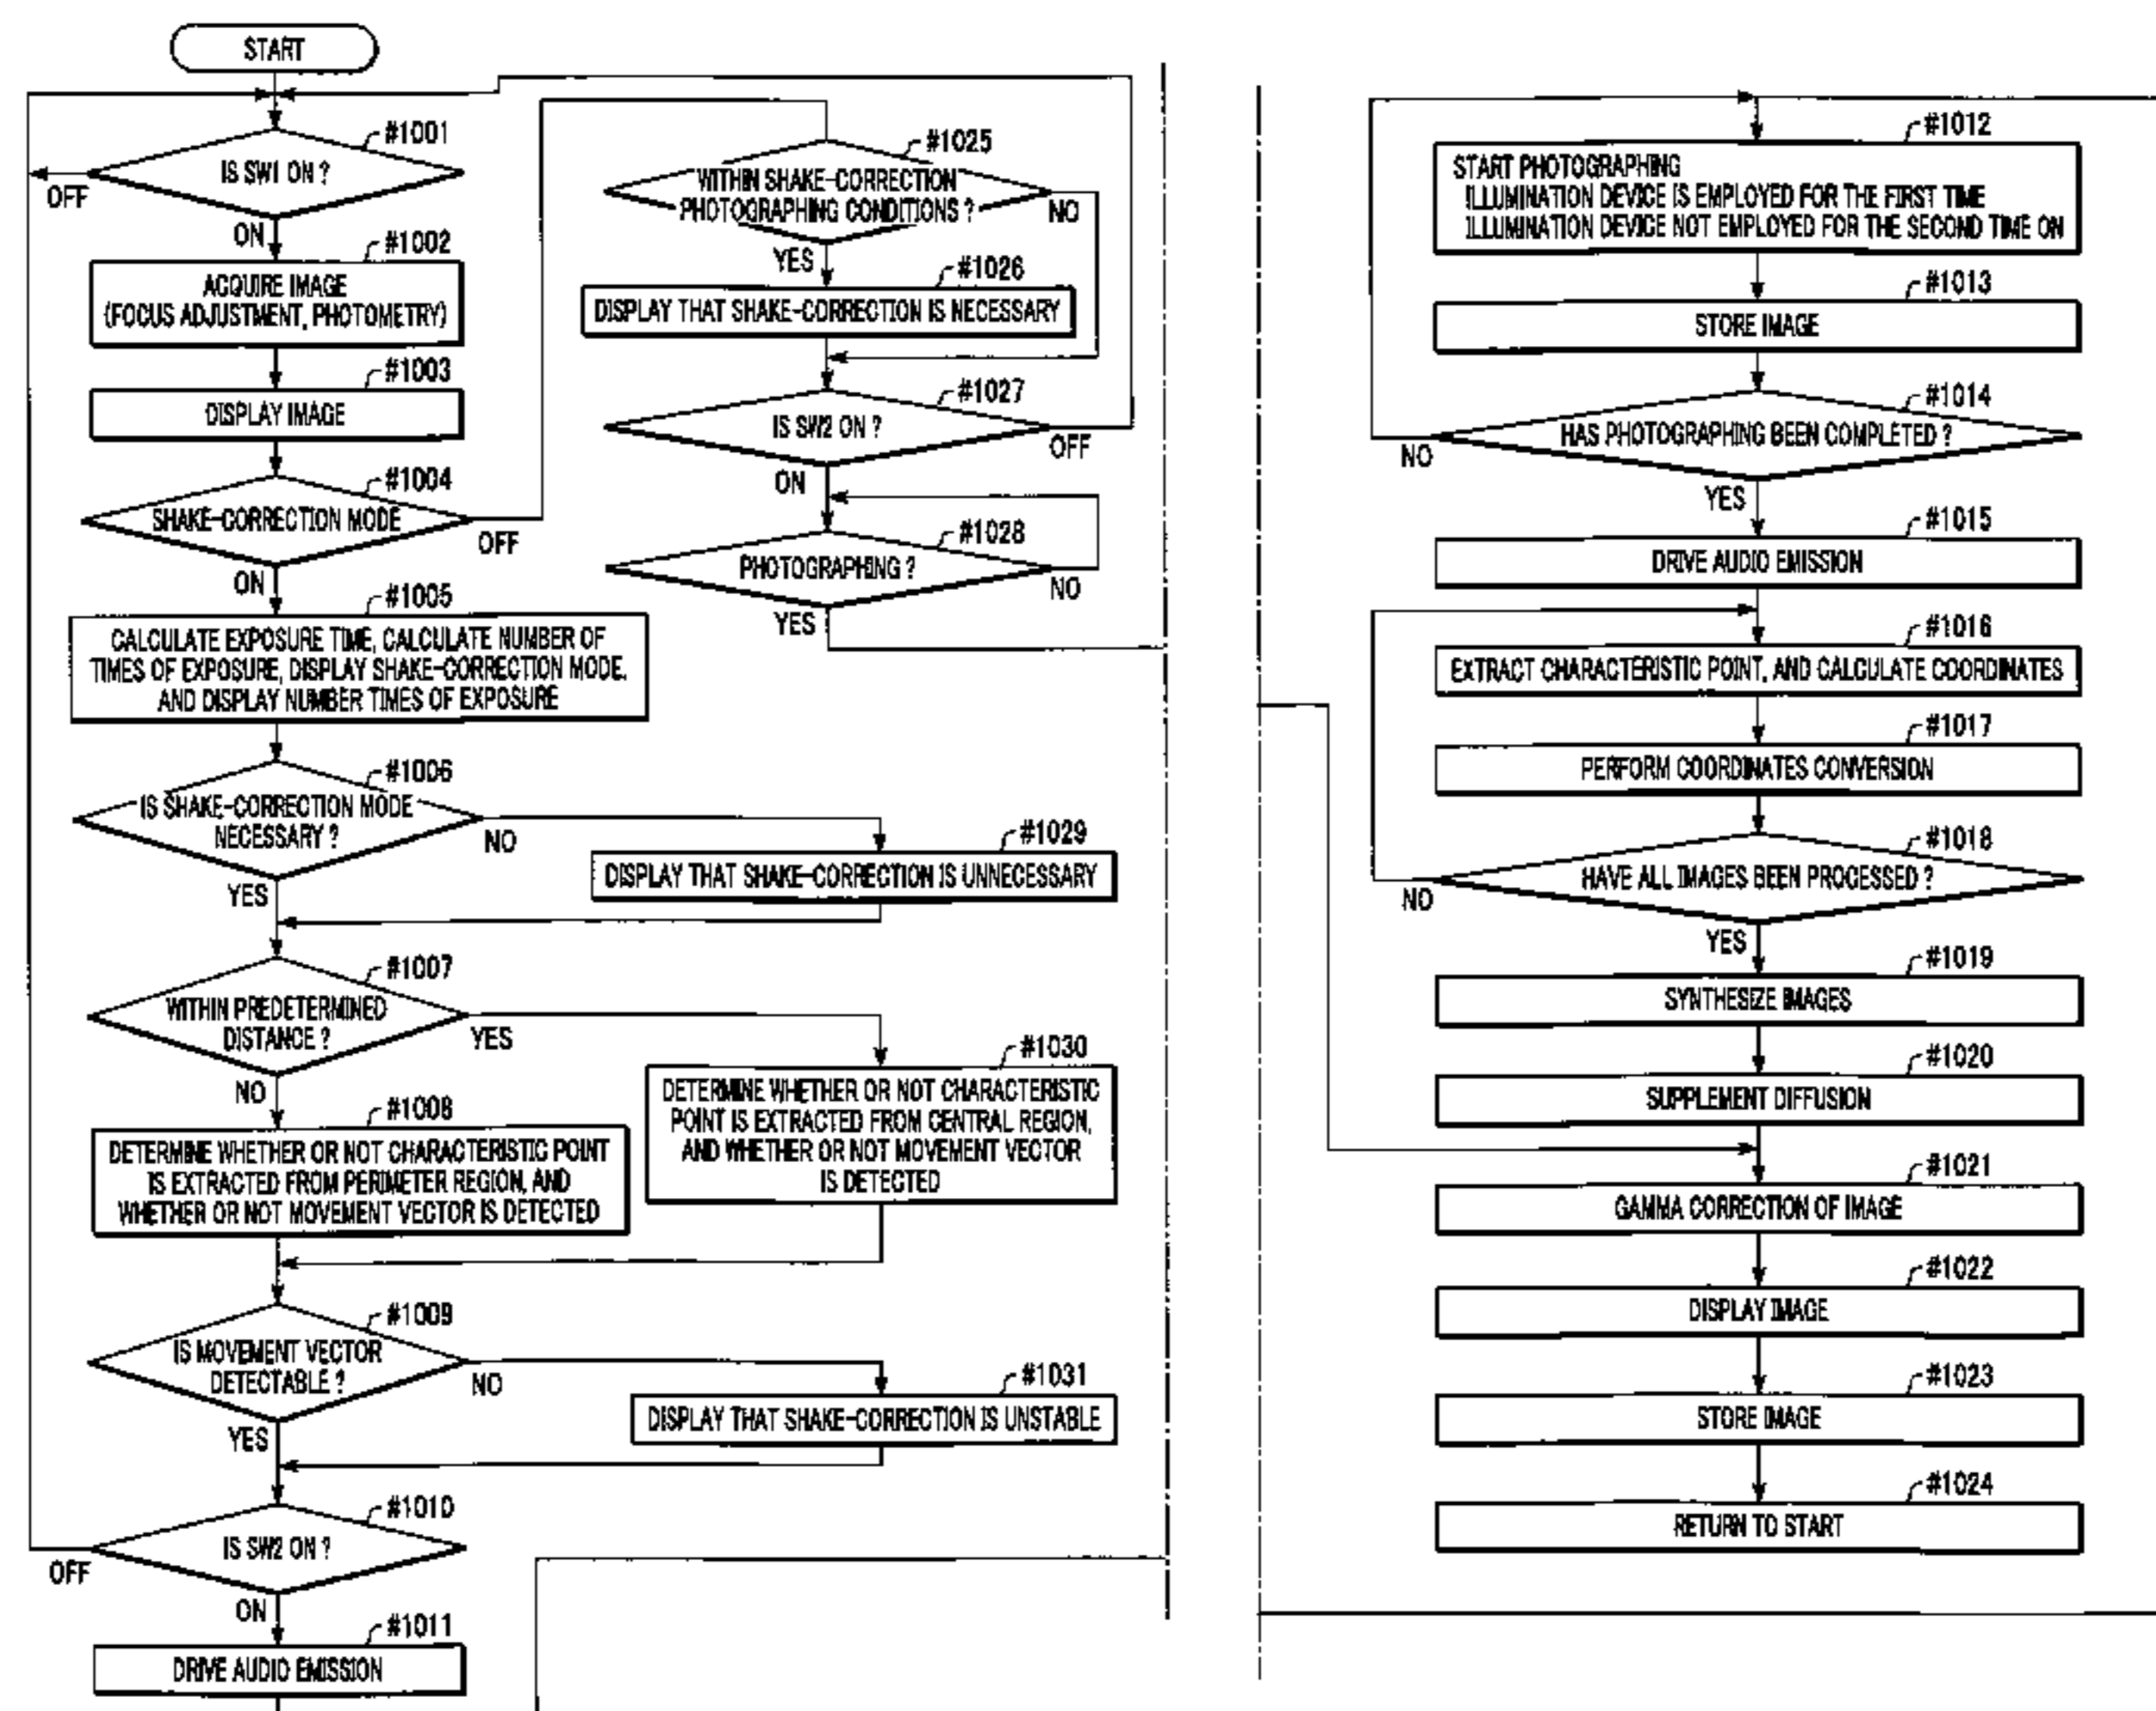 START
#1001
IS SW1 ON ?
OFF
ON
#1002
ACQUIRE IMAGE
(FOCUS ADJUSTMENT, PHOTOMETRY)
#1003
DISPLAY IMAGE
#1004
SHAKE-CORRECTION MODE
OFF
ON
#1005
CALCULATE EXPOSURE TIME, CALCULATE NUMBER OF
TIMES OF EXPOSURE, DISPLAY SHAKE-CORRECTION MODE,
AND DISPLAY NUMBER TIMES OF EXPOSURE
#1006
IS SHAKE-CORRECTION MODE
NECESSARY ?
NO
YES
#1029
DISPLAY THAT SHAKE-CORRECTION IS UNNECESSARY
#1007
WITHIN PREDETERMINED
DISTANCE ?
YES
NO
#1030
DETERMINE WHETHER OR NOT CHARACTERISTIC
POINT IS EXTRACTED FROM CENTRAL REGION,
AND WHETHER OR NOT MOVEMENT VECTOR
IS DETECTED
#1008
DETERMINE WHETHER OR NOT CHARACTERISTIC POINT
IS EXTRACTED FROM PERIMETER REGION, AND
WHETHER OR NOT MOVEMENT VECTOR IS DETECTED
#1009
IS MOVEMENT VECTOR
DETECTABLE ?
NO
YES
#1031
DISPLAY THAT SHAKE-CORRECTION IS UNSTABLE
#1010
IS SW2 ON ?
OFF
ON
#1011
DRIVE AUDIO EMISSION
#1025
WITHIN SHAKE-CORRECTION
PHOTOGRAPHING CONDITIONS ?
NO
YES
#1026
DISPLAY THAT SHAKE-CORRECTION IS NECESSARY
#1027
IS SW2 ON ?
OFF
ON
#1028
PHOTOGRAPHING ?
NO
YES
#1012
START PHOTOGRAPHING
ILLUMINATION DEVICE IS EMPLOYED FOR THE FIRST TIME
ILLUMINATION DEVICE NOT EMPLOYED FOR THE SECOND TIME ON
#1013
STORE IMAGE
#1014
HAS PHOTOGRAPHING BEEN COMPLETED ?
NO
YES
#1015
DRIVE AUDIO EMISSION
#1016
EXTRACT CHARACTERISTIC POINT, AND CALCULATE COORDINATES
#1017
PERFORM COORDINATES CONVERSION
#1018
HAVE ALL IMAGES BEEN PROCESSED ?
NO
YES
#1019
SYNTHESIZE IMAGES
#1020
SUPPLEMENT DIFFUSION
#1021
GAMMA CORRECTION OF IMAGE
#1022
DISPLAY IMAGE
#1023
STORE IMAGE
#1024
RETURN TO START